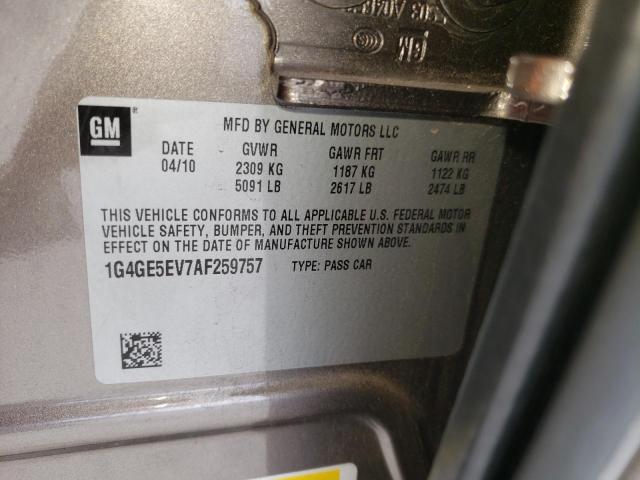 GM
MFD BY GENERAL MOTORS LLC
DATE GVWR GAWR FRT GAWR RR
04/10 2309 KG 1187 KG 1122 KG
5091 LB 2617 LB 2474 LB
THIS VEHICLE CONFORMS TO ALL APPLICABLE U.S. FEDERAL MOTOR
VEHICLE SAFETY, BUMPER, AND THEFT PREVENTION STANDARDS IN
EFFECT ON THE DATE OF MANUFACTURE SHOWN ABOVE.
1G4GE5EV7AF259757 TYPE: PASS CAR